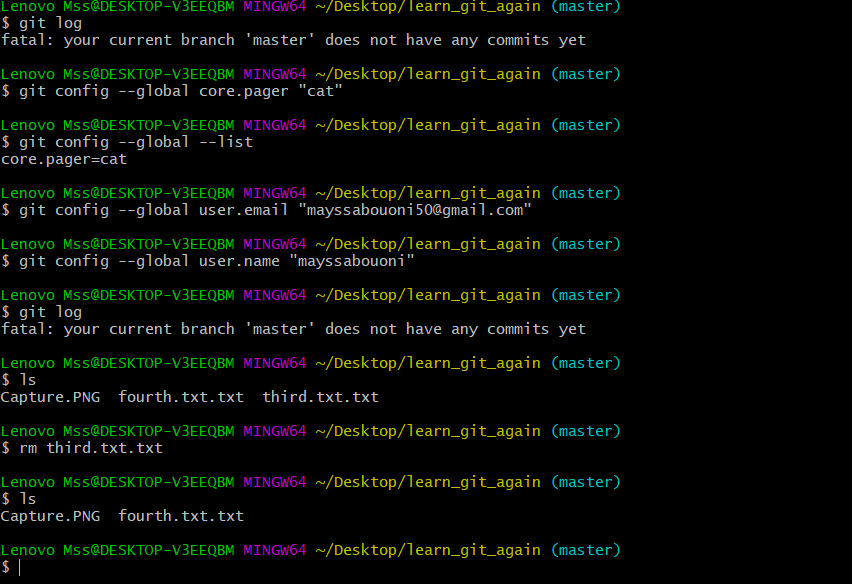 Lenovo Mss@DESKTOP-V3EEQBM MINGW64 ~/Desktop/learn_git_again (master)
$ git log
fatal: your current branch 'master' does not have any commits yet
Lenovo Mss@DESKTOP-V3EEQBM MINGW64 ~/Desktop/learn_git_again (master)
$ git config --global core.pager "cat"
Lenovo Mss@DESKTOP-V3EEQBM MINGW64 ~/Desktop/learn_git_again (master)
$ git config --global --list
core.pager=cat
Lenovo Mss@DESKTOP-V3EEQBM MINGW64 ~/Desktop/learn_git_again (master)
$ git config --global user.email "mayssabouoni50@gmail.com"
Lenovo Mss@DESKTOP-V3EEQBM MINGW64 ~/Desktop/learn_git_again (master)
$ git config --global user.name "mayssabouoni"
Lenovo Mss@DESKTOP-V3EEQBM MINGW64 ~/Desktop/learn_git_again (master)
$ git log
fatal: your current branch 'master' does not have any commits yet
Lenovo Mss@DESKTOP-V3EEQBM MINGW64 ~/Desktop/learn_git_again (master)
$ ls
Capture.PNG  fourth.txt.txt  third.txt.txt
Lenovo Mss@DESKTOP-V3EEQBM MINGW64 ~/Desktop/learn_git_again (master)
$ rm third.txt.txt
Lenovo Mss@DESKTOP-V3EEQBM MINGW64 ~/Desktop/learn_git_again (master)
$ ls
Capture.PNG  fourth.txt.txt
Lenovo Mss@DESKTOP-V3EEQBM MINGW64 ~/Desktop/learn_git_again (master)
$